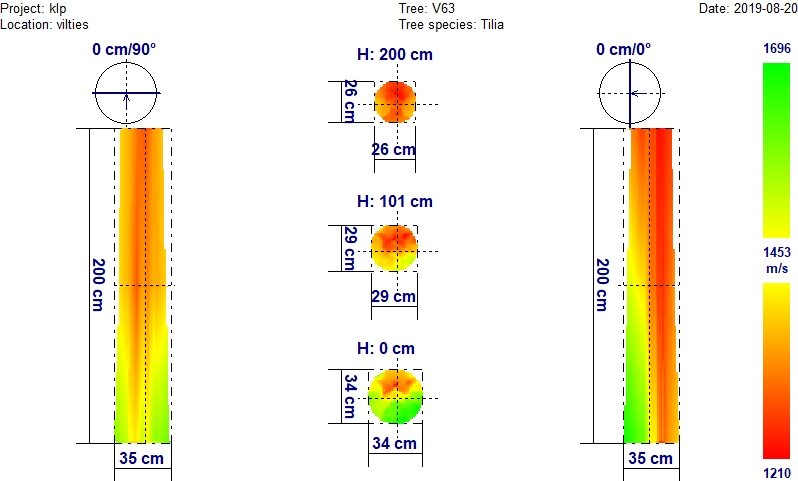 Project: klp
Tree: V63
Date: 2019-08-20
Location: vilties
Tree species: Tilia
0 cm/90°
H: 200 cm
0 cm/0°
1696
26 cm
26 cm
H: 101 cm
29 cm
29 cm
200 cm
200 cm
1453
m/s
H: 0 cm
34 cm
34 cm
35 cm
35 cm
1210